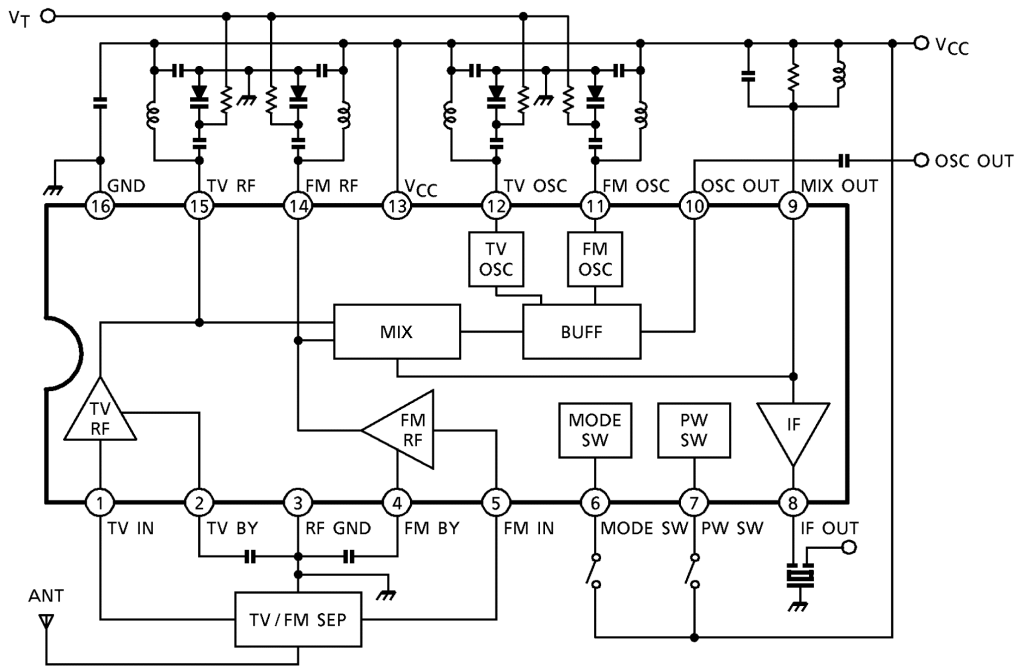 VT
VCC
OSC OUT
GND
TV RF
FM RF
VCC
TV OSC
FM OSC
OSC OUT
MIX OUT
16
15
14
13
12
11
10
9
TV
OSC
FM
OSC
MIX
BUFF
TV
RF
FM
RF
MODE
SW
PW
SW
IF
1
2
3
4
5
6
7
8
TV IN
TV BY
RF GND
FM BY
FM IN
MODE SW
PW SW
IF OUT
ANT
TV / FM SEP